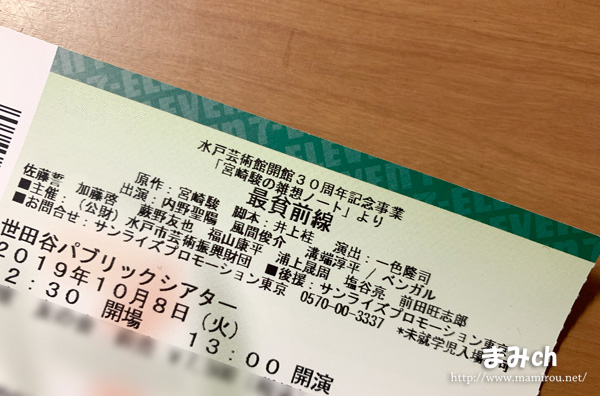 水戸芸術館開館30周年記念事業
「宮崎駿の雑想ノート」より
最貧前線
原作：宮崎駿 脚本：井上桂 演出：一色隆司
出演：内野聖陽 風間俊介 溝端淳平 / ベンガル
佐藤誓 加藤啓 蕨野友也 福山康平 浦上晟周 塩谷亮 前田旺志郎
■主催：(公財)水戸市芸術振興財団 ■後援：サンライズプロモーション東京
■お問合せ：サンライズプロモーション東京 0570-00-3337 *未就学児入場不可
世田谷パブリックシアター
2019年10月8日(火)
12:30 開場 13:00 開演
まみch
http://www.mamirou.net/